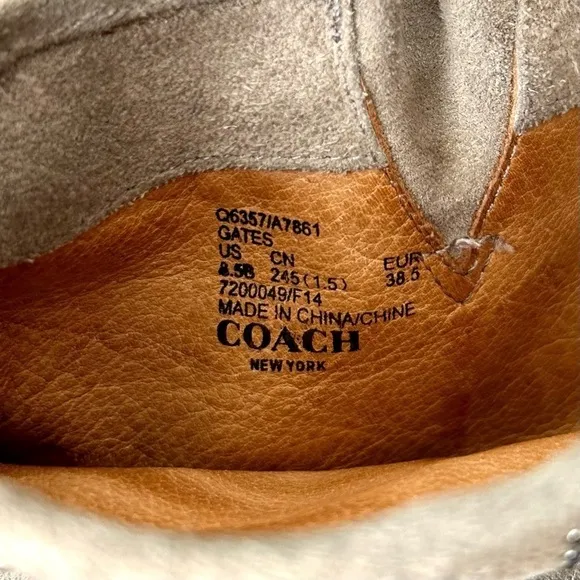 Q6357/A7861
GATES
US CN EUR
8.5B 245(1.5) 38.5
7200049/F14
MADE IN CHINA/CHINE
COACH
NEW YORK